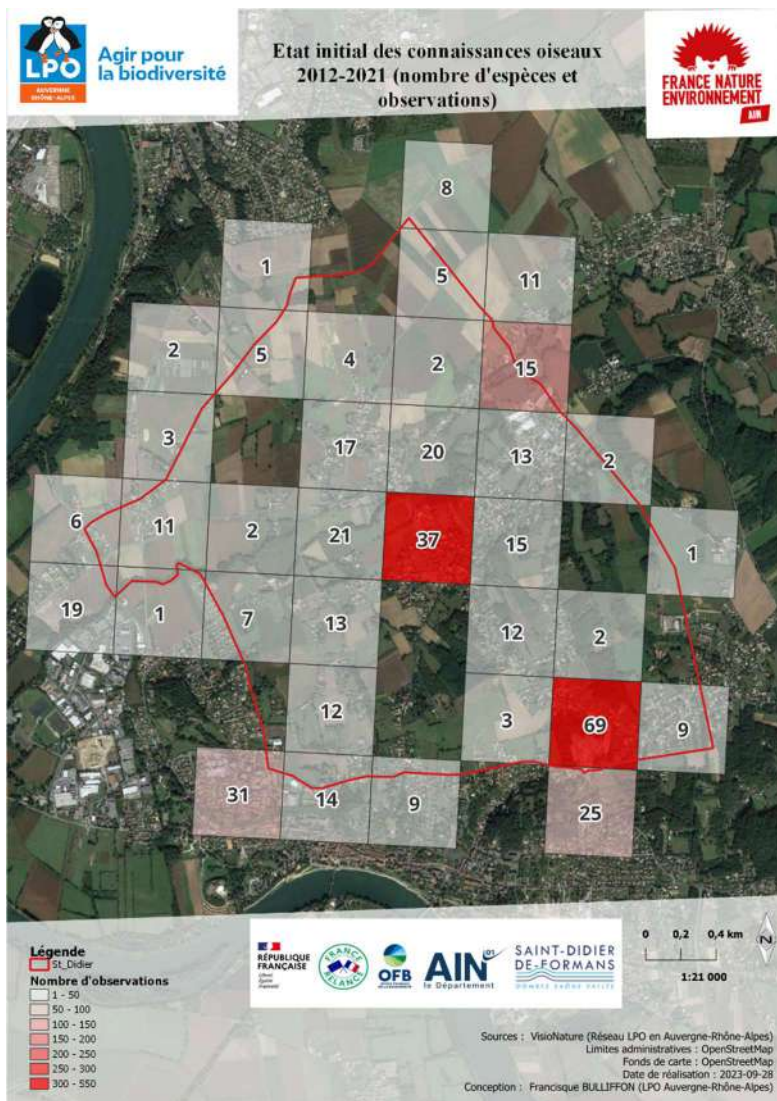 LPO
AUVERGNE
RHÔNE-ALPES
Agir pour
la biodiversité
Etat initial des connaissances oiseaux
2012-2021 (nombre d'espèces et
observations)
FRANCE NATURE
ENVIRONNEMENT
AIN
8
1
5
11
2
5
4
2
15
3
17
20
13
2
6
11
2
21
37
15
1
19
1
7
13
12
2
12
3
69
9
31
14
9
25
Légende
St_Didier
Nombre d'observations
1 - 50
50 - 100
100 - 150
150 - 200
200 - 250
250 - 300
300 - 550
RÉPUBLIQUE
FRANÇAISE
Liberté
Égalité
Fraternité
FRANCE
RELANCE
OFB
AIN 01
le Département
SAINT-DIDIER
DE-FORMANS
DOMBES SAÔNE VALLÉE
0 0,2 0,4 km
1:21 000
N
Sources : VisioNature (Réseau LPO en Auvergne-Rhône-Alpes)
Limites administratives : OpenStreetMap
Fonds de carte : OpenStreetMap
Date de réalisation : 2023-09-28
Conception : Francisque BULLIFFON (LPO Auvergne-Rhône-Alpes)